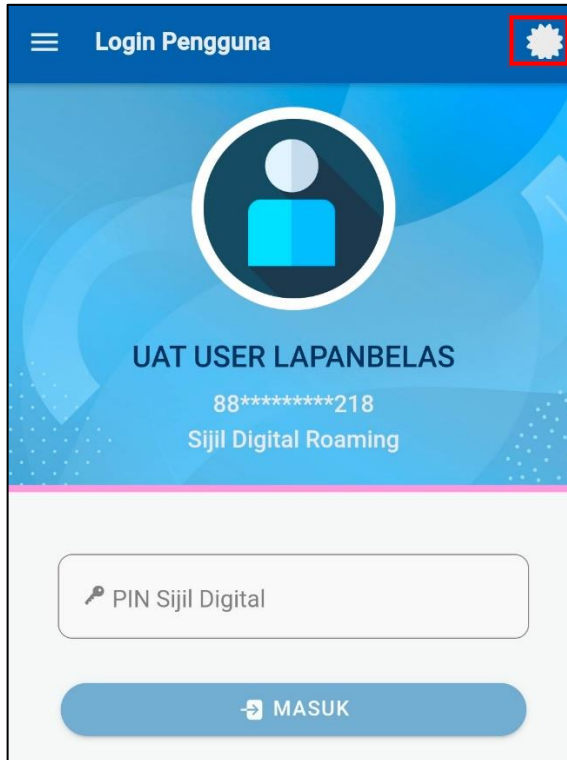 Login Pengguna
UAT USER LAPANBELAS
88*********218
Sijil Digital Roaming
PIN Sijil Digital
MASUK